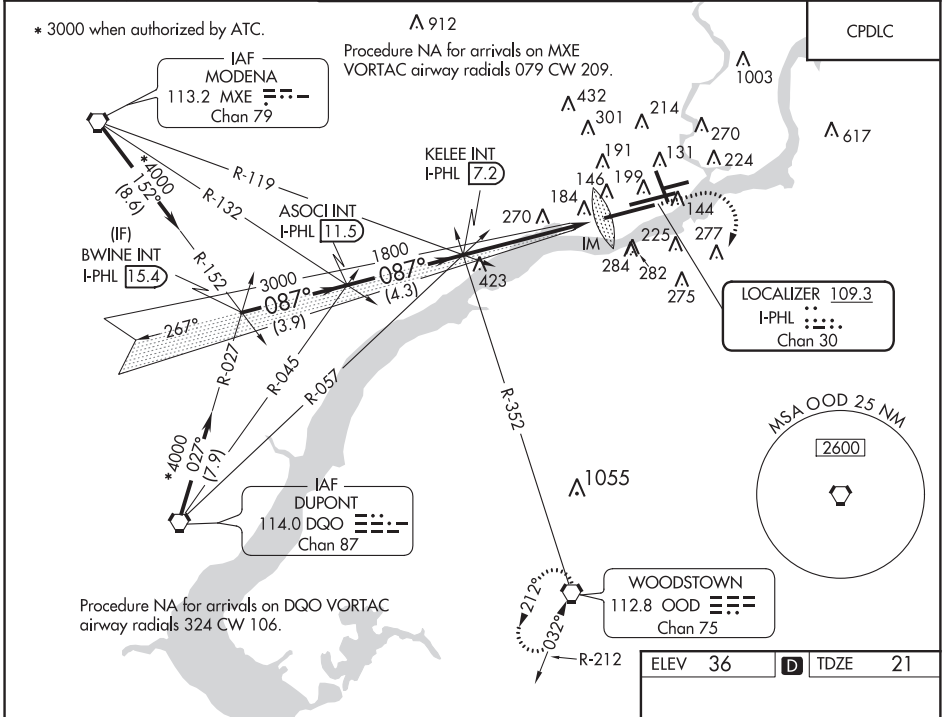 * 3000 when authorized by ATC.
912
CPDLC
Procedure NA for arrivals on MXE
VORTAC airway radials 079 CW 209.
IAF
MODENA
113.2 MXE
Chan 79
1003
432
301
214
270
617
KELEE INT
I-PHL 7.2
191
131
224
*4000
152°
(8.6)
R-119
R-132
ASOCI INT
I-PHL 11.5
146
199
184
270
144
(IF)
BWINE INT
I-PHL 15.4
R-152
1800
087°
(4.3)
3000
087°
(3.9)
IM
225
277
284
282
423
275
267°
LOCALIZER 109.3
I-PHL
Chan 30
R-027
R-045
R-057
R-352
*4000
027°
(7.9)
MSA OOD 25 NM
2600
1055
IAF
DUPONT
114.0 DQO
Chan 87
WOODSTOWN
112.8 OOD
Chan 75
212°
032°
R-212
Procedure NA for arrivals on DQO VORTAC
airway radials 324 CW 106.
ELEV 36 D TDZE 21